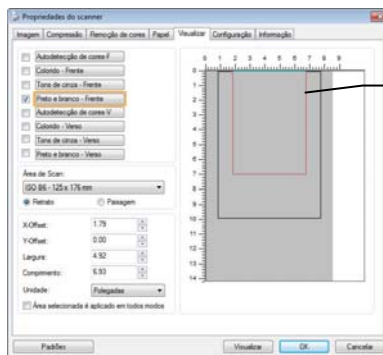 Propriedades do scanner
Imagem Compressão Remoção de cores Papel Visualizar Configuração Informação
Autodetecção de cores F
Colorido - Frente
Tons de cinza - Frente
Preto e branco - Frente
Autodetecção de cores V
Colorido - Verso
Tons de cinza - Verso
Preto e branco - Verso
Área de Scan:
ISO B6 - 125 x 176 mm
Retrato Paisagem
X-Offset: 1.79
Y-Offset: 0.00
Largura: 4.92
Comprimento: 6.93
Unidade: Polegadas
Área selecionada é aplicado em todos modos
0 1 2 3 4 5 6 7 8 9
0
1
2
3
4
5
6
7
8
9
10
11
12
13
14
Padrões Visualizar OK Cancelar